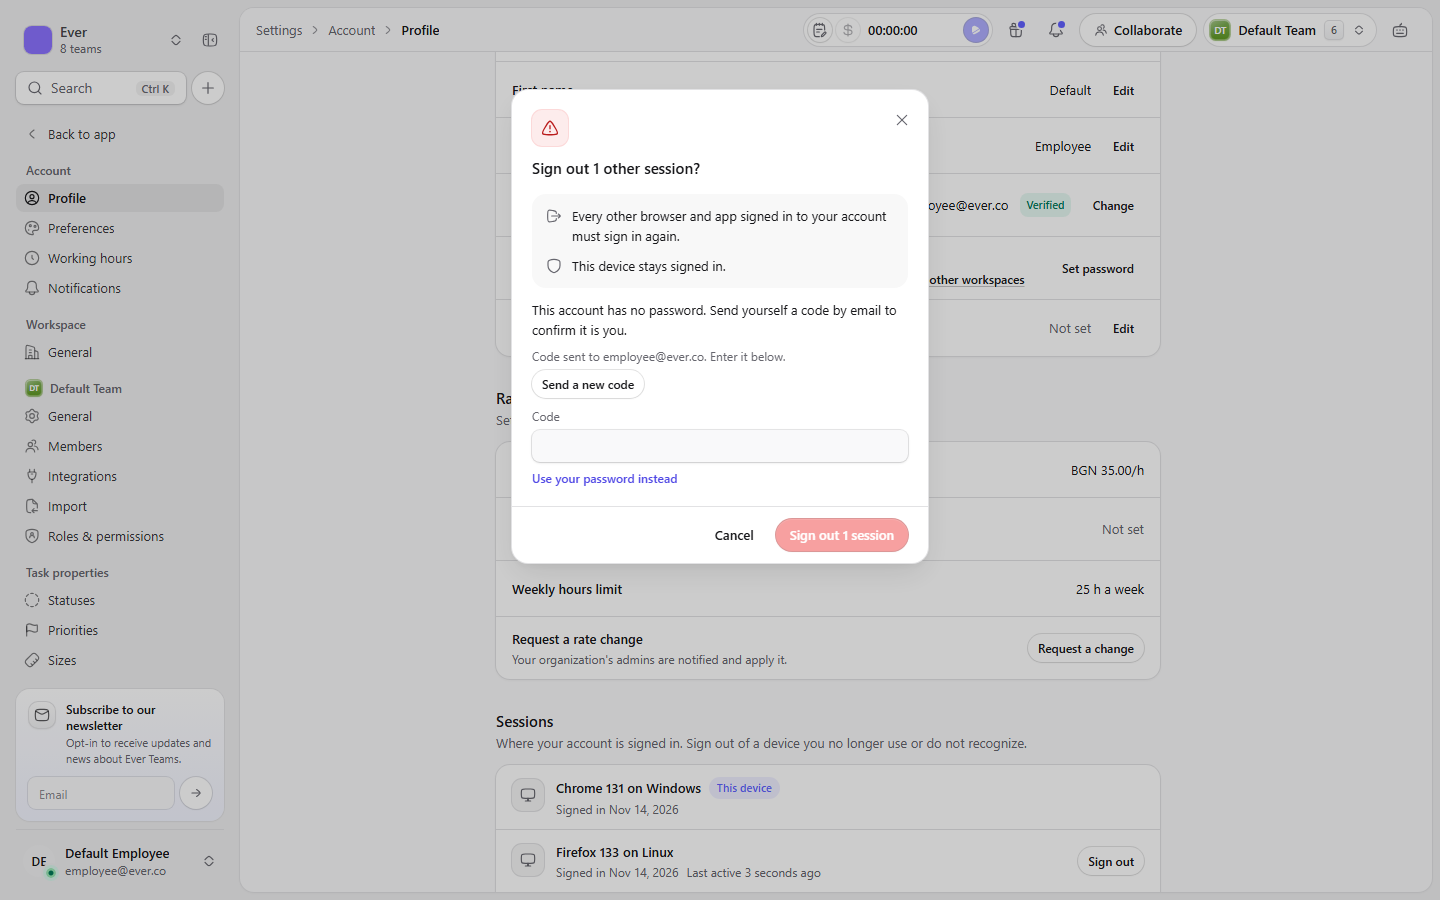 Ever
8 teams
Search
Ctrl K
Back to app
Account
Profile
Preferences
Working hours
Notifications
Workspace
General
DT Default Team
General
Members
Integrations
Import
Roles & permissions
Task properties
Statuses
Priorities
Sizes
Subscribe to our
newsletter
Opt-in to receive updates and
news about Ever Teams.
Email
DE
Default Employee
employee@ever.co
Settings > Account > Profile
00:00:00
Collaborate
DT Default Team 6
First name
Default Edit
Employee Edit
oyee@ever.co Verified Change
other workspaces
Set password
Not set Edit
Sign out 1 other session?
Every other browser and app signed in to your account
must sign in again.
This device stays signed in.
This account has no password. Send yourself a code by email to
confirm it is you.
Code sent to employee@ever.co. Enter it below.
Send a new code
Code
Use your password instead
Cancel
Sign out 1 session
BGN 35.00/h
Not set
Weekly hours limit
25 h a week
Request a rate change
Your organization's admins are notified and apply it.
Request a change
Sessions
Where your account is signed in. Sign out of a device you no longer use or do not recognize.
Chrome 131 on Windows This device
Signed in Nov 14, 2026
Firefox 133 on Linux
Signed in Nov 14, 2026 Last active 3 seconds ago
Sign out